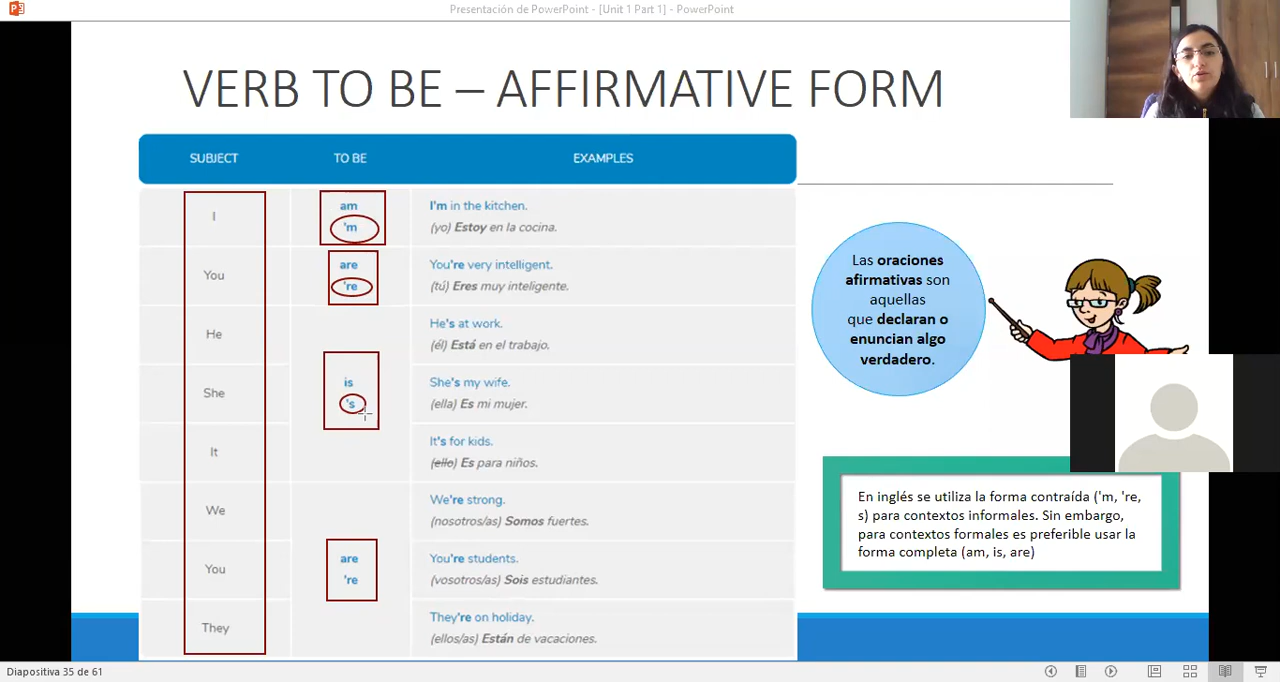 Presentación de PowerPoint - [Unit 1 Part 1] - PowerPoint
VERB TO BE – AFFIRMATIVE FORM
SUBJECT TO BE EXAMPLES
I
am
'm
I'm in the kitchen.
(yo) Estoy en la cocina.
You
are
're
You're very intelligent.
(tú) Eres muy inteligente.
He
He's at work.
(él) Está en el trabajo.
She
is
's
She's my wife.
(ella) Es mi mujer.
It
It's for kids.
(ello) Es para niños.
We
We're strong.
(nosotros/as) Somos fuertes.
You
are
're
You're students.
(vosotros/as) Sois estudiantes.
They
They're on holiday.
(ellos/as) Están de vacaciones.
Las oraciones
afirmativas son
aquellas
que declaran o
enuncian algo
verdadero.
En inglés se utiliza la forma contraída ('m, 're,
s) para contextos informales. Sin embargo,
para contextos formales es preferible usar la
forma completa (am, is, are)
Diapositiva 35 de 61